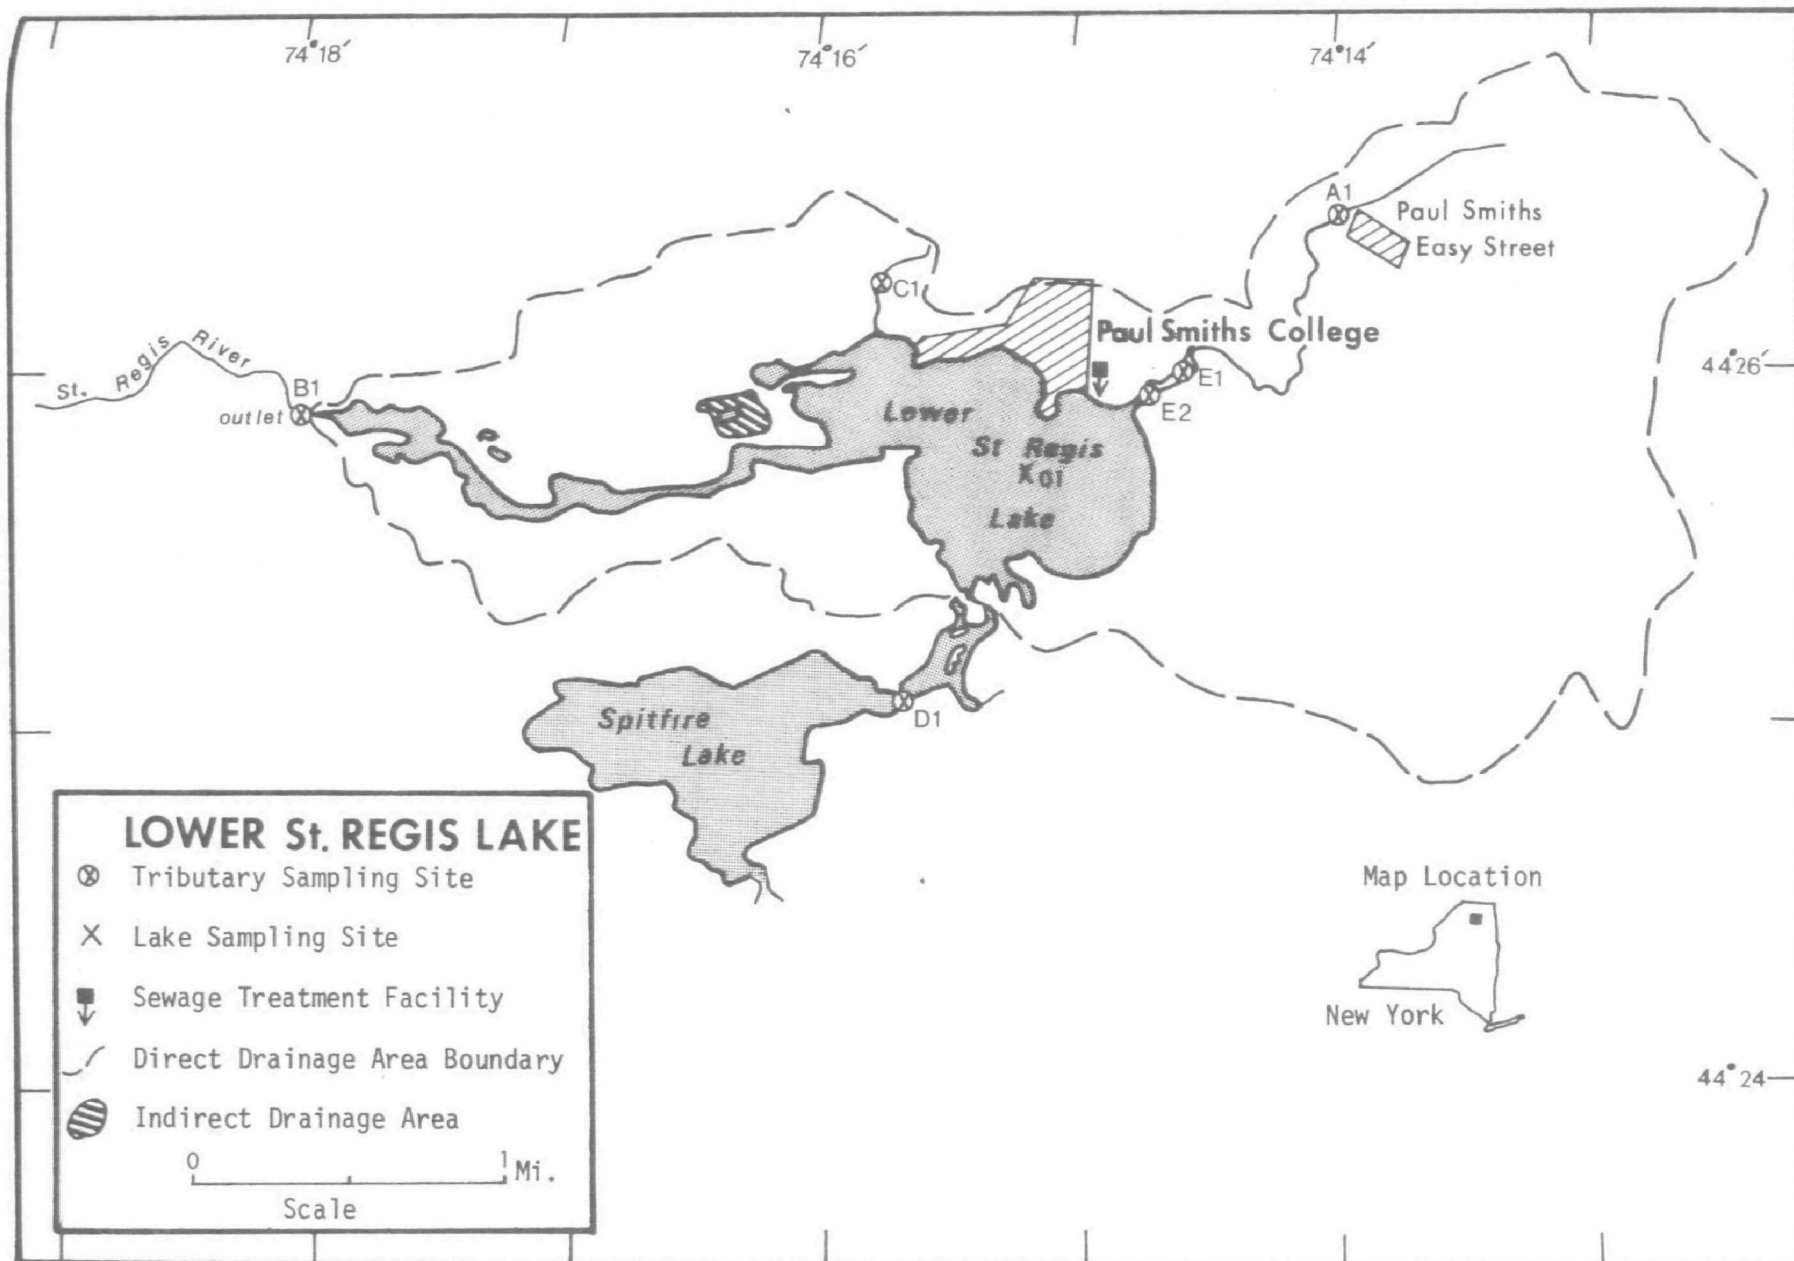 74°18′
74°16′
74°14′
A1
Paul Smiths
Easy Street
C1
Paul Smiths College
St. Regis River
44°26′
B1
outlet
E1
E2
Lower
St Regis
X01
Lake
D1
Spitfire
Lake
LOWER St. REGIS LAKE
Tributary Sampling Site
Lake Sampling Site
Sewage Treatment Facility
Direct Drainage Area Boundary
Indirect Drainage Area
0 1 Mi.
Scale
Map Location
New York
44°24